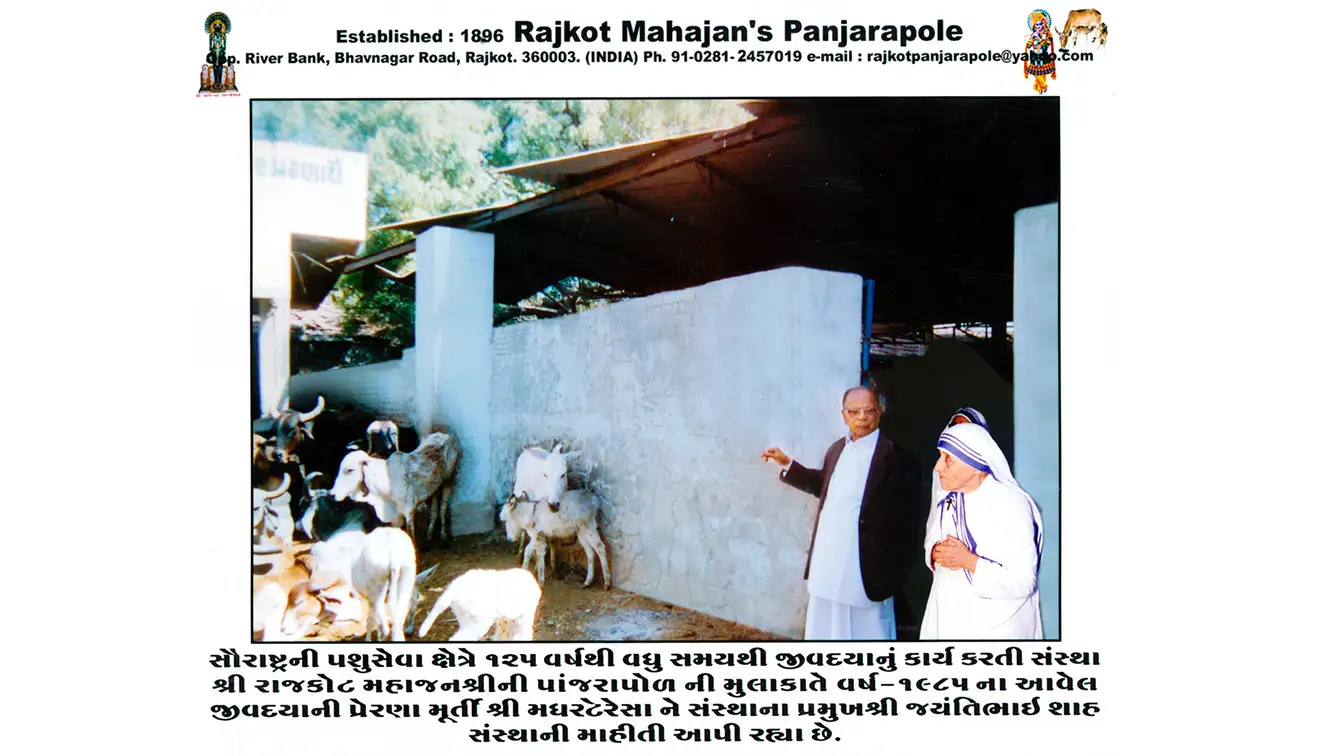 Established : 1896 Rajkot Mahajan's Panjarapole
Opp. River Bank, Bhavnagar Road, Rajkot. 360003. (INDIA) Ph. 91-0281- 2457019 e-mail : rajkotpanjarapole@yahoo.com
સૌરાષ્ટ્રની પશુસેવા ક્ષેત્રે ૧૨૫ વર્ષથી વધુ સમયથી જીવદયાનું કાર્ય કરતી સંસ્થા
શ્રી રાજકોટ મહાજનશ્રીની પાંજરાપોળ ની મુલાકાતે વર્ષ–૧૯૮૫ ના આવેલ
જીવદયાની પ્રેરણા મૂર્તી શ્રી મધરટેરેસા ને સંસ્થાના પ્રમુખશ્રી જયંતિભાઈ શાહ
સંસ્થાની માહીતી આપી રહ્યા છે.